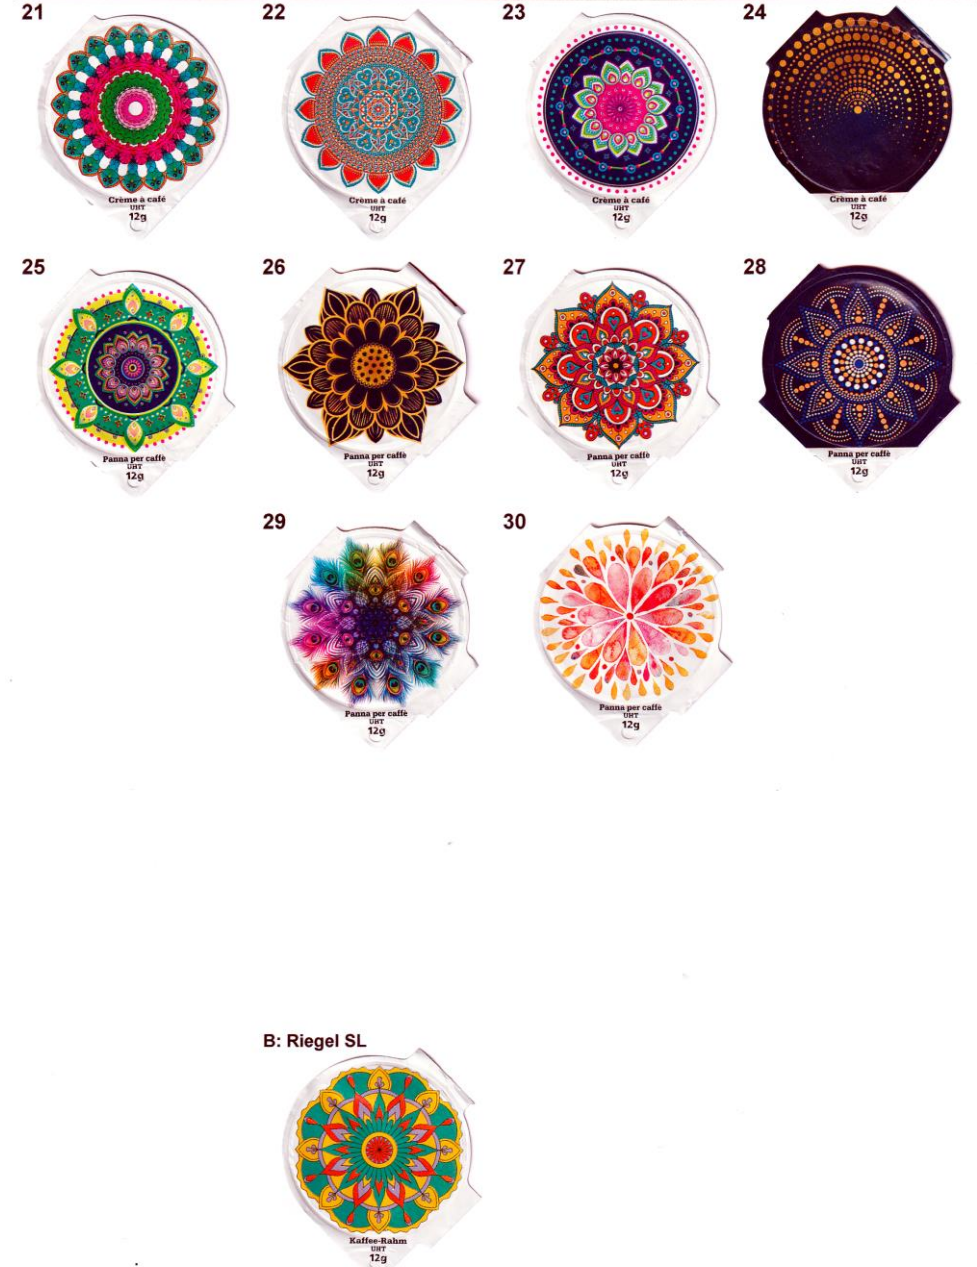 21
22
23
24
Crème à café
UHT
12g
Crème à café
UHT
12g
Crème à café
UHT
12g
Crème à café
UHT
12g
25
26
27
28
Panna per caffè
UHT
12g
Panna per caffè
UHT
12g
Panna per caffè
UHT
12g
Panna per caffè
UHT
12g
29
30
Panna per caffè
UHT
12g
Panna per caffè
UHT
12g
B: Riegel SL
Kaffee-Rahm
UHT
12g